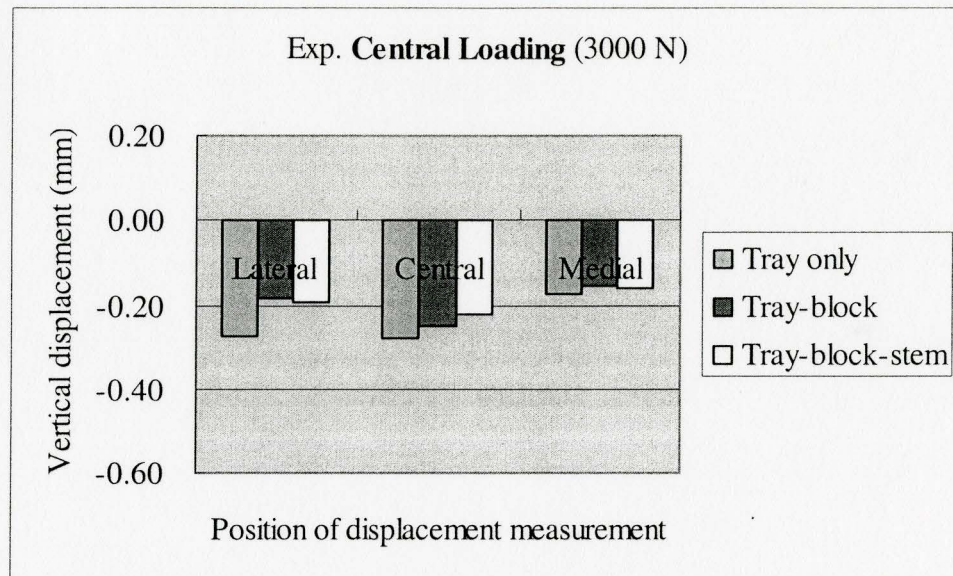 Exp. Central Loading (3000 N)
Vertical displacement (mm)
0.20
0.00
-0.20
-0.40
-0.60
Lateral
Central
Medial
Tray only
Tray-block
Tray-block-stem
Position of displacement measurement